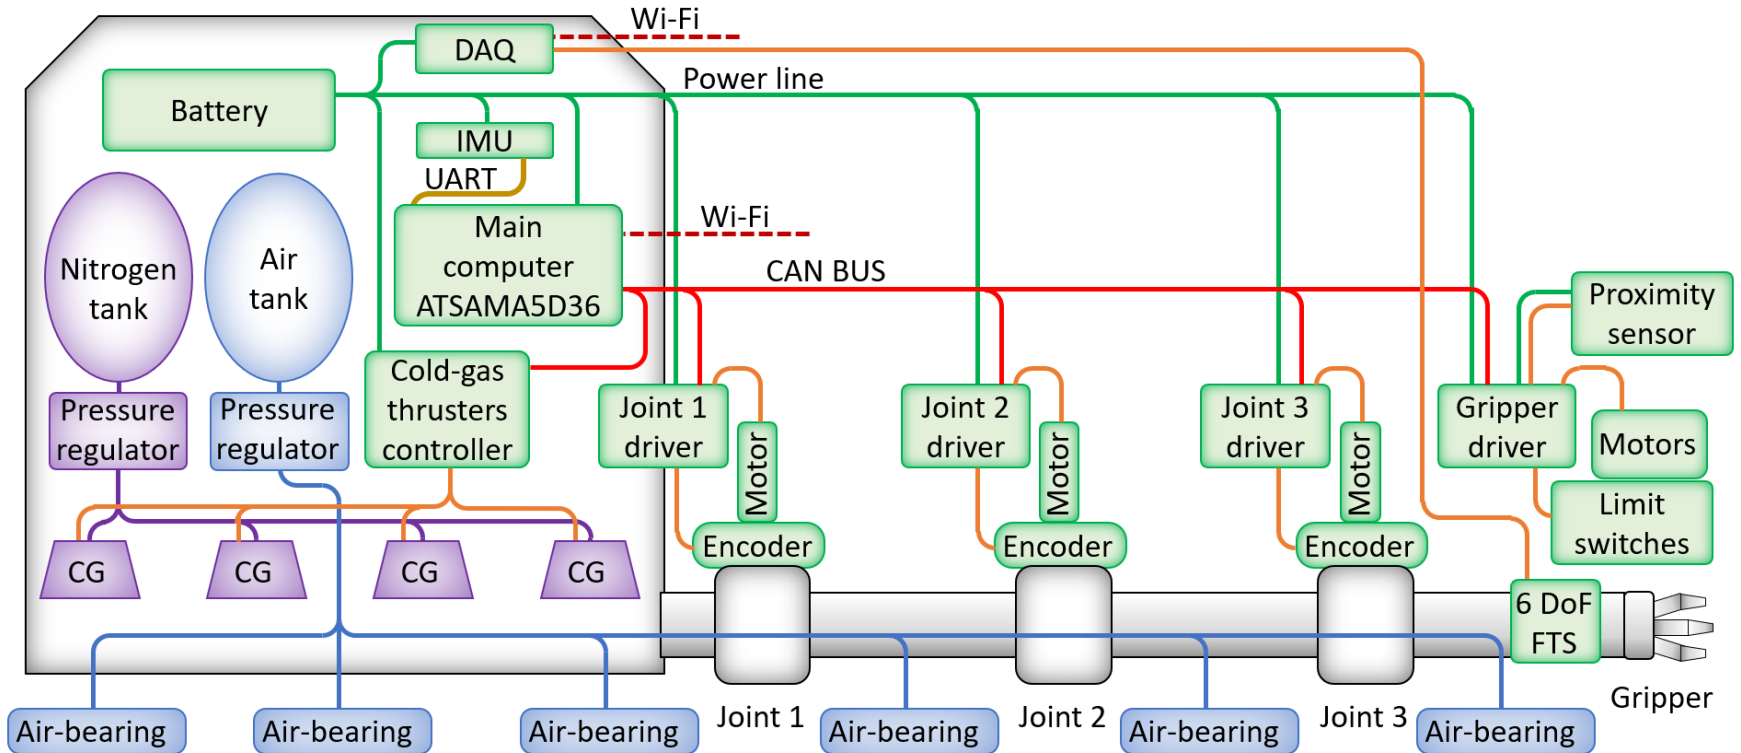 Wi-Fi
DAQ
Power line
Battery
IMU
UART
Wi-Fi
Main
computer
ATSAMA5D36
CAN BUS
Nitrogen
tank
Air
tank
Proximity
sensor
Cold-gas
thrusters
controller
Pressure
regulator
Pressure
regulator
Joint 1
driver
Motor
Joint 2
driver
Motor
Joint 3
driver
Motor
Gripper
driver
Motors
Limit
switches
Encoder
Encoder
Encoder
CG
CG
CG
CG
6 DoF
FTS
Gripper
Joint 1
Joint 2
Joint 3
Air-bearing
Air-bearing
Air-bearing
Air-bearing
Air-bearing
Air-bearing